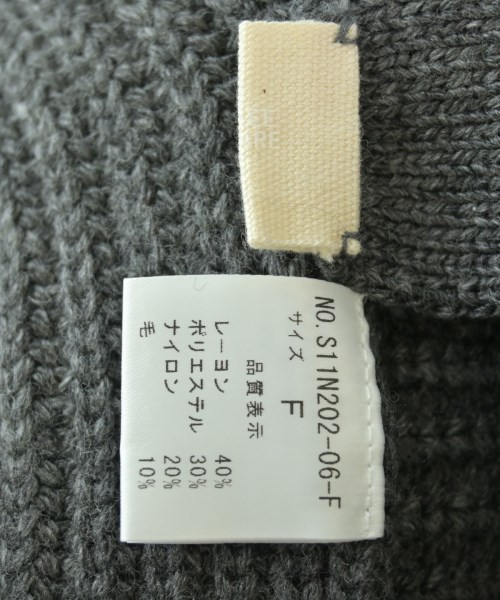 NO. S11N202-06-F
サイズ F
品質表示
レーヨン 40%
ポリエステル 30%
ナイロン 20%
毛 10%